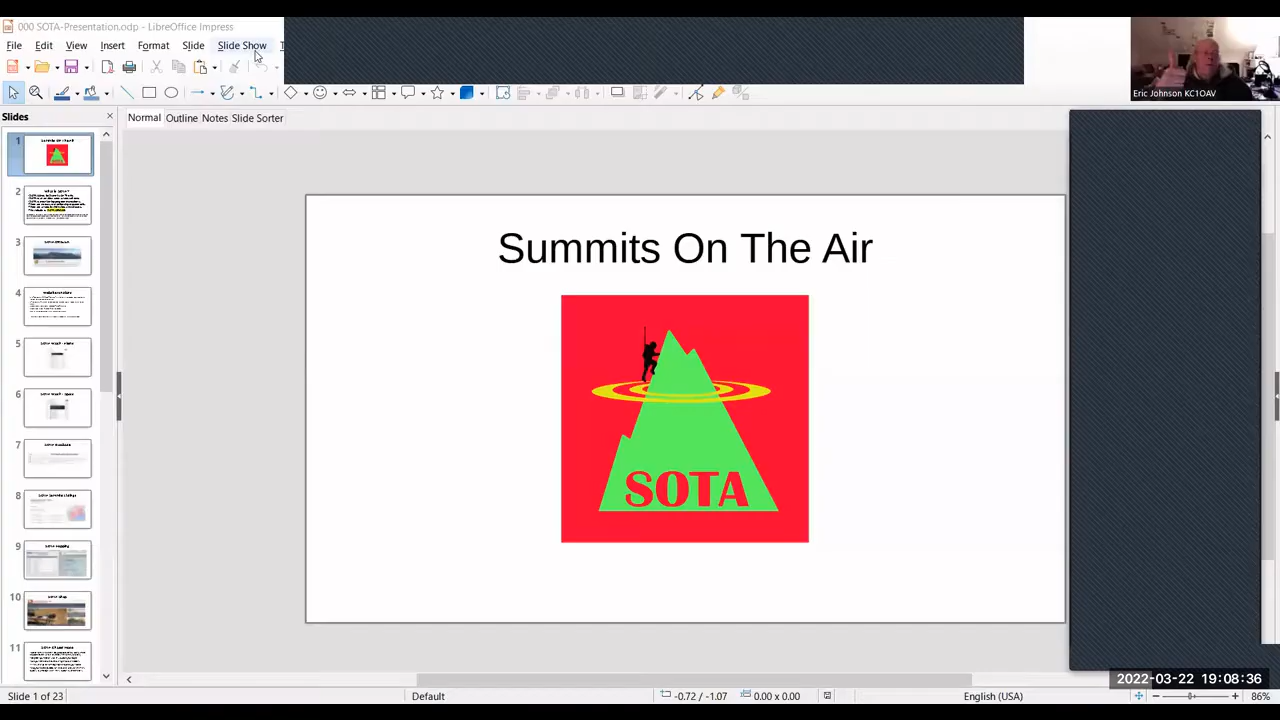 000 SOTA-Presentation.odp - LibreOffice Impress
File Edit View Insert Format Slide Slide Show
Eric Johnson KC1OAV
Slides
Normal Outline Notes Slide Sorter
1
2
3
4
5
6
7
8
9
10
11
Summits On The Air
SOTA
2022-03-22 19:08:36
Slide 1 of 23 Default -0.72 / -1.07 0.00 x 0.00 English (USA) 86%